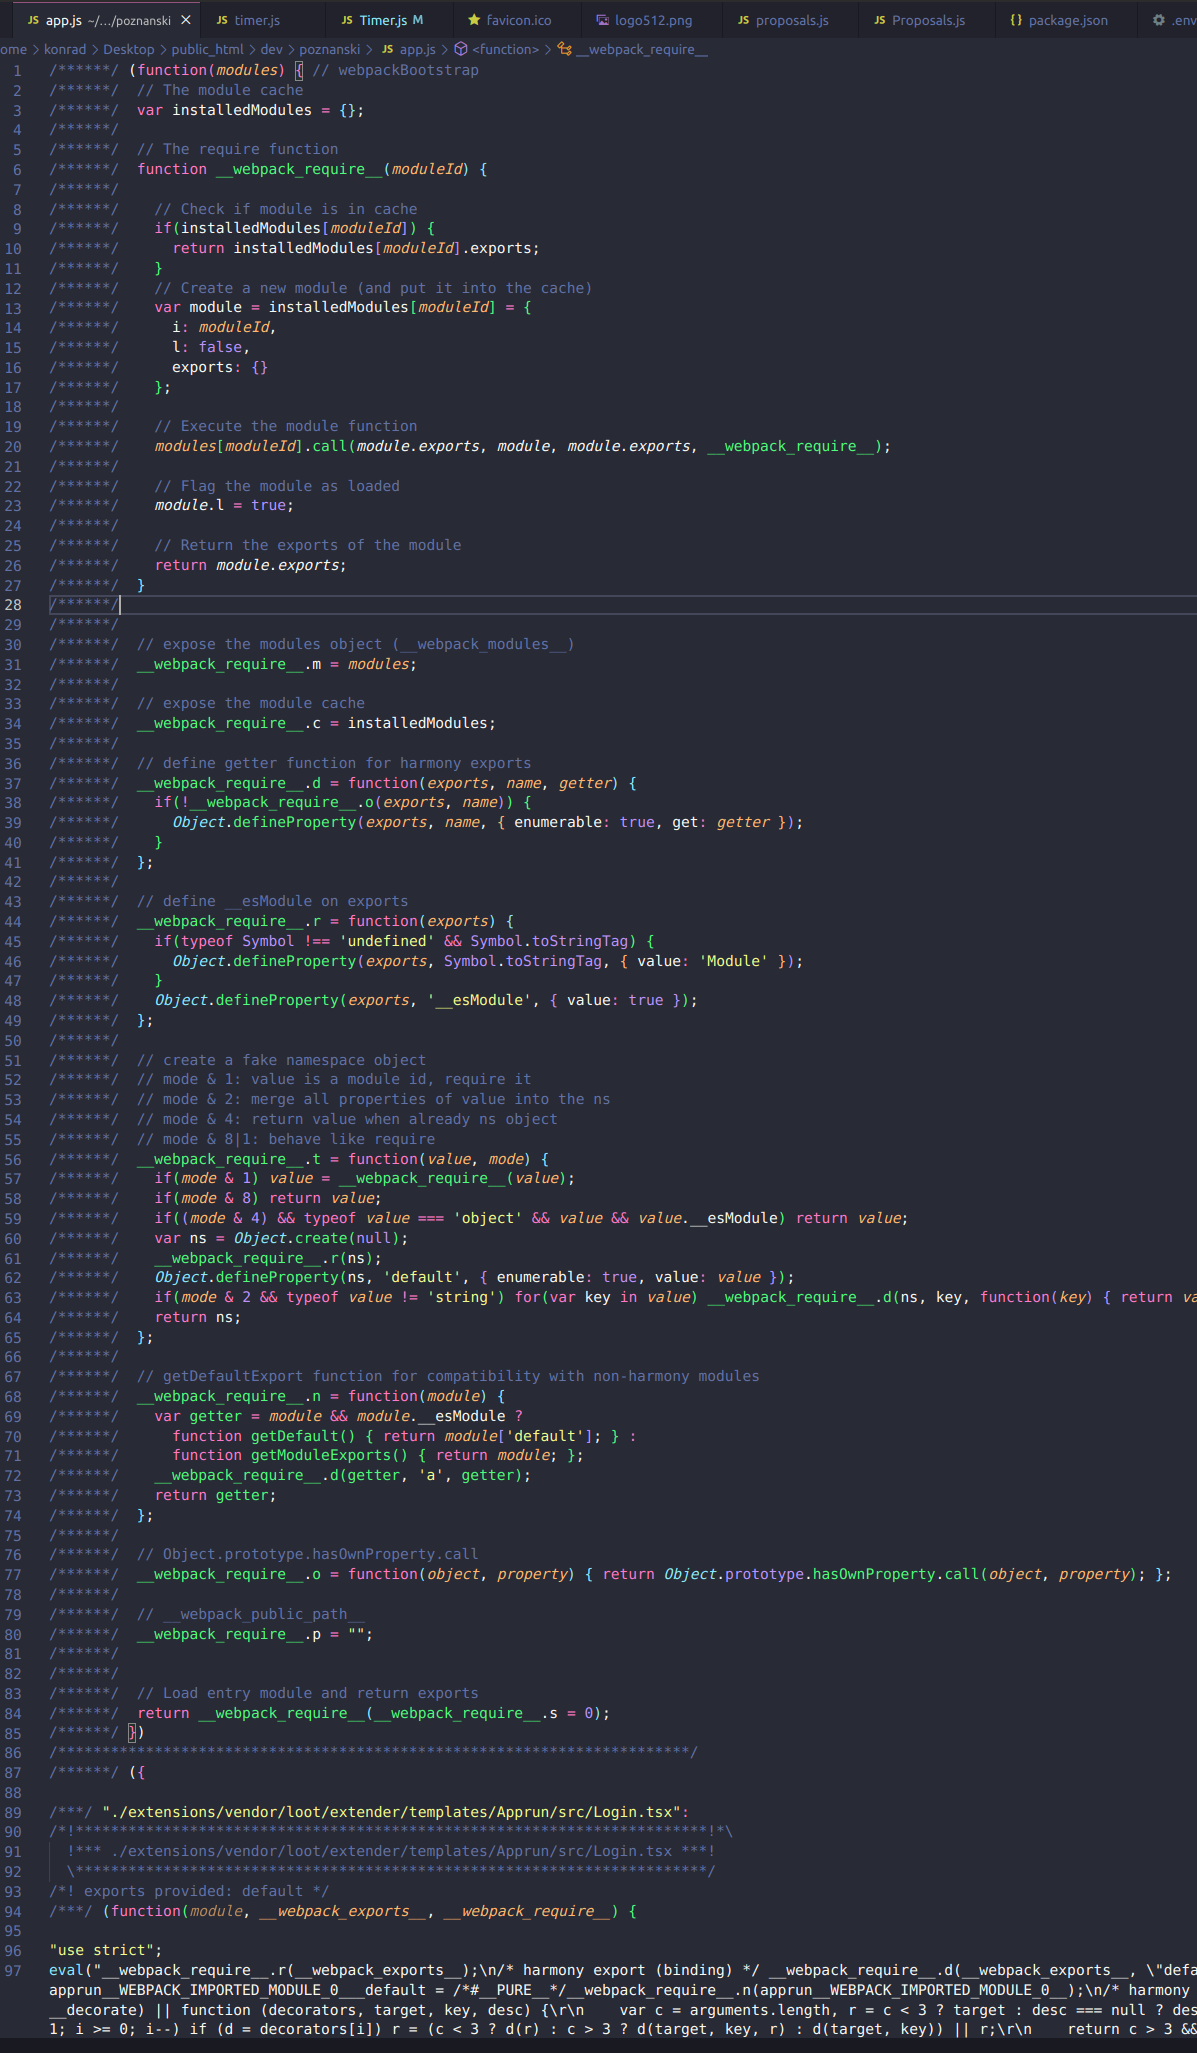 JS app.js ~/.../poznanski × JS timer.js JS Timer.js M favicon.ico logo512.png JS proposals.js JS Proposals.js {} package.json .env
ome > konrad > Desktop > public_html > dev > poznanski > JS app.js > <function> > __webpack_require__
1 /******/ (function(modules) { // webpackBootstrap
2 /******/ 	// The module cache
3 /******/ 	var installedModules = {};
4 /******/
5 /******/ 	// The require function
6 /******/ 	function __webpack_require__(moduleId) {
7 /******/
8 /******/ 		// Check if module is in cache
9 /******/ 		if(installedModules[moduleId]) {
10 /******/ 			return installedModules[moduleId].exports;
11 /******/ 		}
12 /******/ 		// Create a new module (and put it into the cache)
13 /******/ 		var module = installedModules[moduleId] = {
14 /******/ 			i: moduleId,
15 /******/ 			l: false,
16 /******/ 			exports: {}
17 /******/ 		};
18 /******/
19 /******/ 		// Execute the module function
20 /******/ 		modules[moduleId].call(module.exports, module, module.exports, __webpack_require__);
21 /******/
22 /******/ 		// Flag the module as loaded
23 /******/ 		module.l = true;
24 /******/
25 /******/ 		// Return the exports of the module
26 /******/ 		return module.exports;
27 /******/ 	}
28 /******/
29 /******/
30 /******/ 	// expose the modules object (__webpack_modules__)
31 /******/ 	__webpack_require__.m = modules;
32 /******/
33 /******/ 	// expose the module cache
34 /******/ 	__webpack_require__.c = installedModules;
35 /******/
36 /******/ 	// define getter function for harmony exports
37 /******/ 	__webpack_require__.d = function(exports, name, getter) {
38 /******/ 		if(!__webpack_require__.o(exports, name)) {
39 /******/ 			Object.defineProperty(exports, name, { enumerable: true, get: getter });
40 /******/ 		}
41 /******/ 	};
42 /******/
43 /******/ 	// define __esModule on exports
44 /******/ 	__webpack_require__.r = function(exports) {
45 /******/ 		if(typeof Symbol !== 'undefined' && Symbol.toStringTag) {
46 /******/ 			Object.defineProperty(exports, Symbol.toStringTag, { value: 'Module' });
47 /******/ 		}
48 /******/ 		Object.defineProperty(exports, '__esModule', { value: true });
49 /******/ 	};
50 /******/
51 /******/ 	// create a fake namespace object
52 /******/ 	// mode & 1: value is a module id, require it
53 /******/ 	// mode & 2: merge all properties of value into the ns
54 /******/ 	// mode & 4: return value when already ns object
55 /******/ 	// mode & 8|1: behave like require
56 /******/ 	__webpack_require__.t = function(value, mode) {
57 /******/ 		if(mode & 1) value = __webpack_require__(value);
58 /******/ 		if(mode & 8) return value;
59 /******/ 		if((mode & 4) && typeof value === 'object' && value && value.__esModule) return value;
60 /******/ 		var ns = Object.create(null);
61 /******/ 		__webpack_require__.r(ns);
62 /******/ 		Object.defineProperty(ns, 'default', { enumerable: true, value: value });
63 /******/ 		if(mode & 2 && typeof value != 'string') for(var key in value) __webpack_require__.d(ns, key, function(key) { return va
64 /******/ 		return ns;
65 /******/ 	};
66 /******/
67 /******/ 	// getDefaultExport function for compatibility with non-harmony modules
68 /******/ 	__webpack_require__.n = function(module) {
69 /******/ 		var getter = module && module.__esModule ?
70 /******/ 			function getDefault() { return module['default']; } :
71 /******/ 			function getModuleExports() { return module; };
72 /******/ 		__webpack_require__.d(getter, 'a', getter);
73 /******/ 		return getter;
74 /******/ 	};
75 /******/
76 /******/ 	// Object.prototype.hasOwnProperty.call
77 /******/ 	__webpack_require__.o = function(object, property) { return Object.prototype.hasOwnProperty.call(object, property); };
78 /******/
79 /******/ 	// __webpack_public_path__
80 /******/ 	__webpack_require__.p = "";
81 /******/
82 /******/
83 /******/ 	// Load entry module and return exports
84 /******/ 	return __webpack_require__(__webpack_require__.s = 0);
85 /******/ })
86 /************************************************************************/
87 /******/ ({
88
89 /***/ "./extensions/vendor/loot/extender/templates/Apprun/src/Login.tsx":
90 /*!************************************************************************!*\
91   !*** ./extensions/vendor/loot/extender/templates/Apprun/src/Login.tsx ***!
92   \************************************************************************/
93 /*! exports provided: default */
94 /***/ (function(module, __webpack_exports__, __webpack_require__) {
95
96 "use strict";
97 eval("__webpack_require__.r(__webpack_exports__);\n/* harmony export (binding) */ __webpack_require__.d(__webpack_exports__, \"defa
apprun__WEBPACK_IMPORTED_MODULE_0___default = /*#__PURE__*/__webpack_require__.n(apprun__WEBPACK_IMPORTED_MODULE_0__);\n/* harmony
__decorate) || function (decorators, target, key, desc) {\r\n    var c = arguments.length, r = c < 3 ? target : desc === null ? des
1; i >= 0; i--) if (d = decorators[i]) r = (c < 3 ? d(r) : c > 3 ? d(target, key, r) : d(target, key)) || r;\r\n    return c > 3 &&